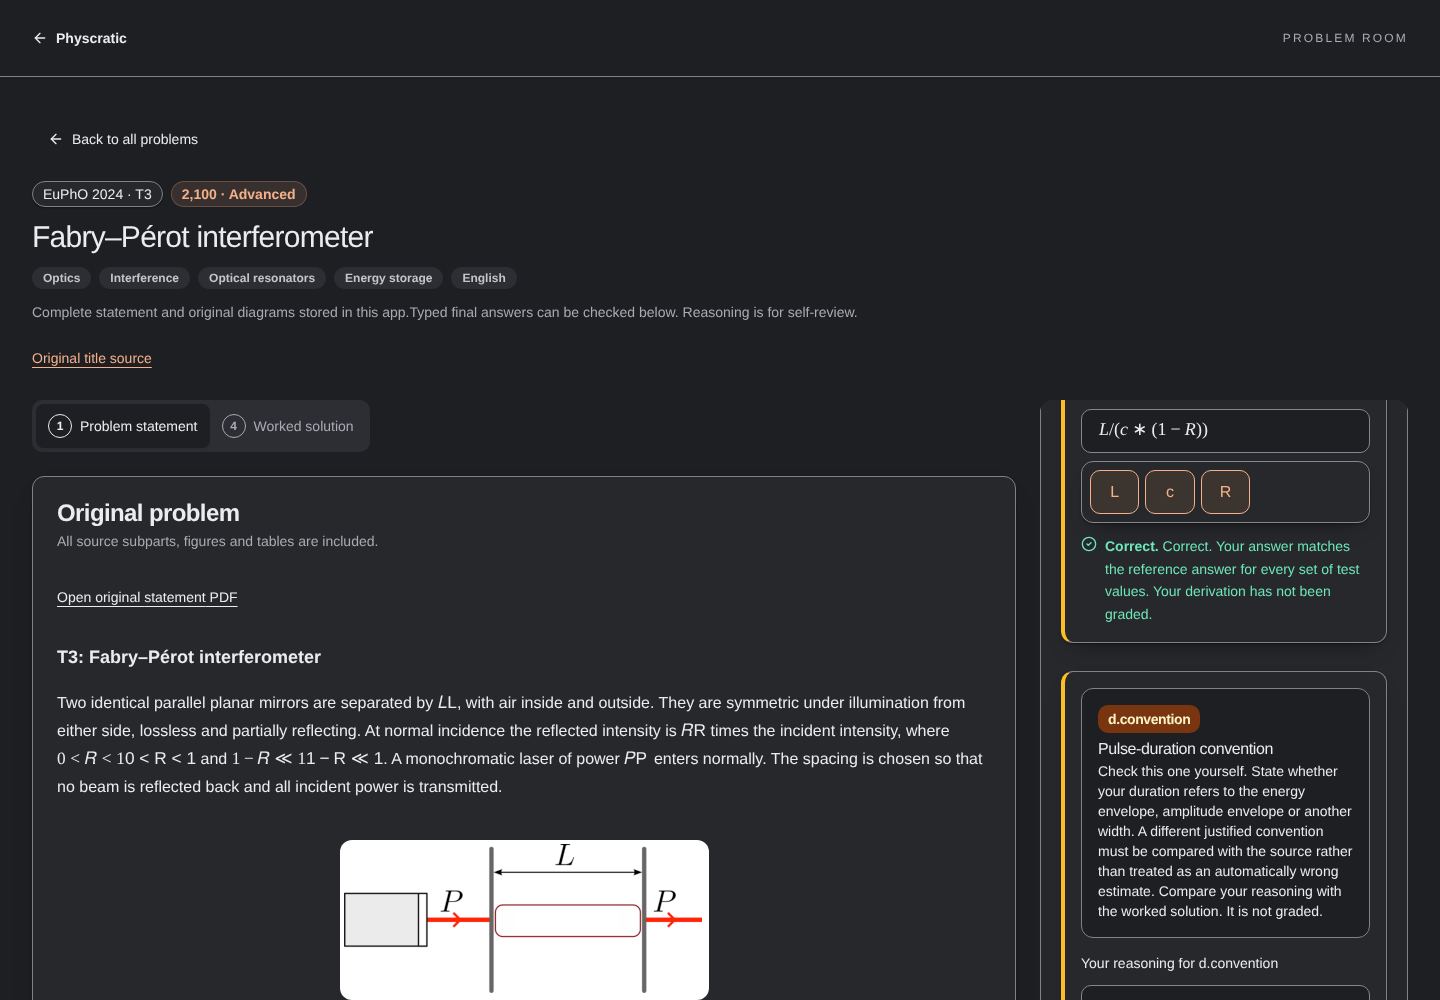 Physcratic
PROBLEM ROOM
Back to all problems
EuPhO 2024 · T3
2,100 · Advanced
Fabry–Pérot interferometer
Optics
Interference
Optical resonators
Energy storage
English
Complete statement and original diagrams stored in this app.Typed final answers can be checked below. Reasoning is for self-review.
Original title source
1 Problem statement
4 Worked solution
Original problem
All source subparts, figures and tables are included.
Open original statement PDF
T3: Fabry–Pérot interferometer
Two identical parallel planar mirrors are separated by LL, with air inside and outside. They are symmetric under illumination from
either side, lossless and partially reflecting. At normal incidence the reflected intensity is RR times the incident intensity, where
0 < R < 10 < R < 1 and 1 − R ≪ 11 − R ≪ 1. A monochromatic laser of power PP enters normally. The spacing is chosen so that
no beam is reflected back and all incident power is transmitted.
L
P
P
L/(c ∗ (1 − R))
L
c
R
Correct. Correct. Your answer matches
the reference answer for every set of test
values. Your derivation has not been
graded.
d.convention
Pulse-duration convention
Check this one yourself. State whether
your duration refers to the energy
envelope, amplitude envelope or another
width. A different justified convention
must be compared with the source rather
than treated as an automatically wrong
estimate. Compare your reasoning with
the worked solution. It is not graded.
Your reasoning for d.convention